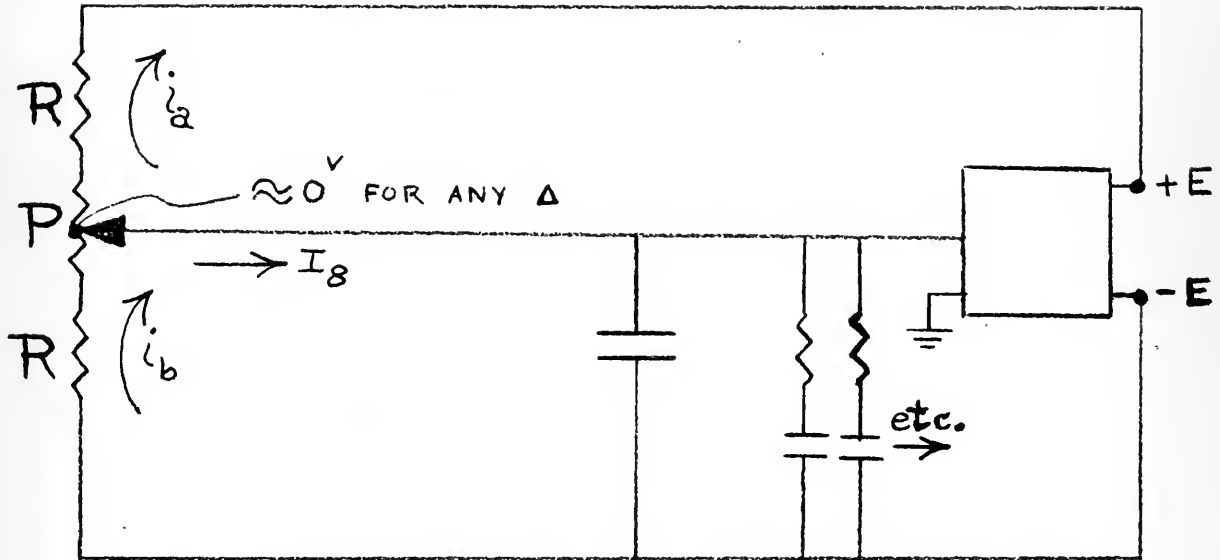 R
i_a
≈ 0 V FOR ANY Δ
+ E
P
I_8
- E
R
i_b
etc.